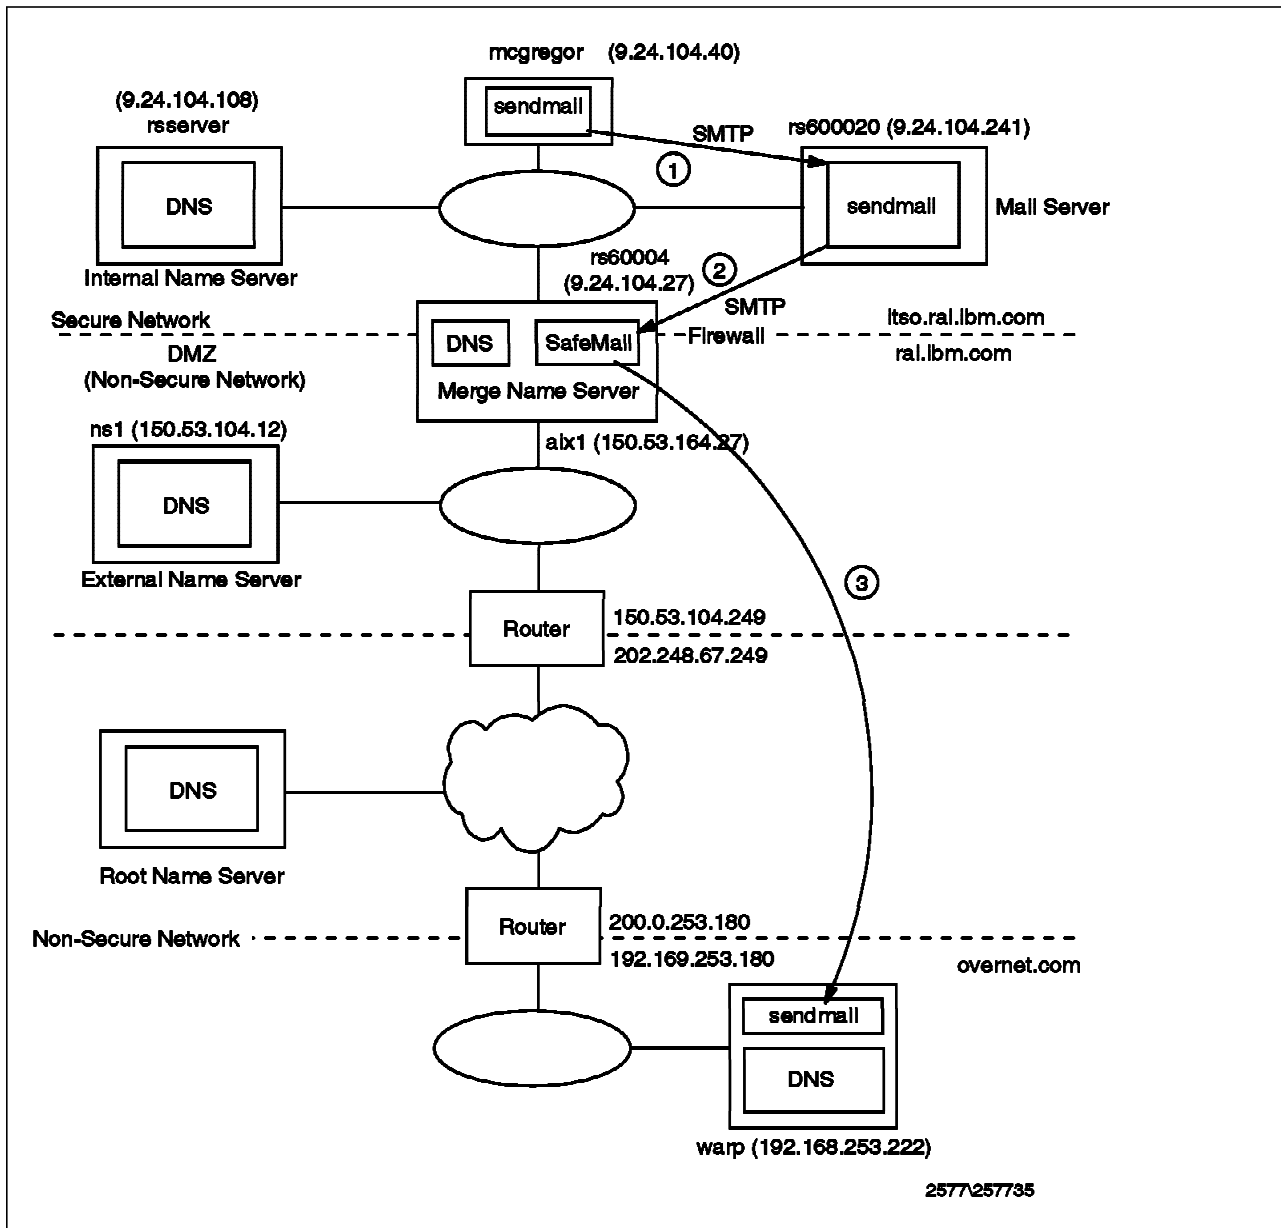 mcgregor (9.24.104.40)
(9.24.104.108)
rsserver
sendmail
SMTP
rs600020 (9.24.104.241)
1
DNS
sendmail
Mail Server
Internal Name Server
rs60004
(9.24.104.27)
2
SMTP
Secure Network
itso.ral.ibm.com
DNS
SafeMail
Firewall
DMZ
(Non-Secure Network)
ral.ibm.com
Merge Name Server
ns1 (150.53.104.12)
aix1 (150.53.164.27)
DNS
External Name Server
3
Router
150.53.104.249
202.248.67.249
DNS
Root Name Server
Router
200.0.253.180
Non-Secure Network
192.169.253.180
overnet.com
sendmail
DNS
warp (192.168.253.222)
2577\257735